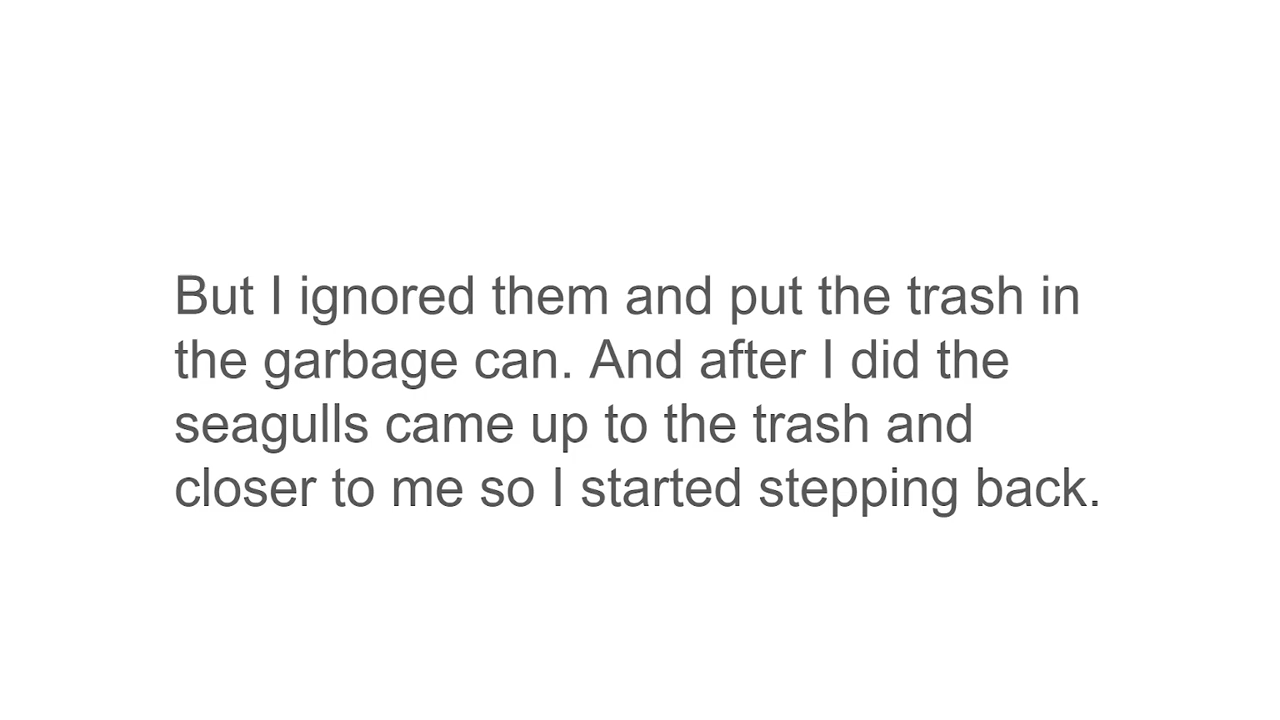 But I ignored them and put the trash in
the garbage can. And after I did the
seagulls came up to the trash and
closer to me so I started stepping back.